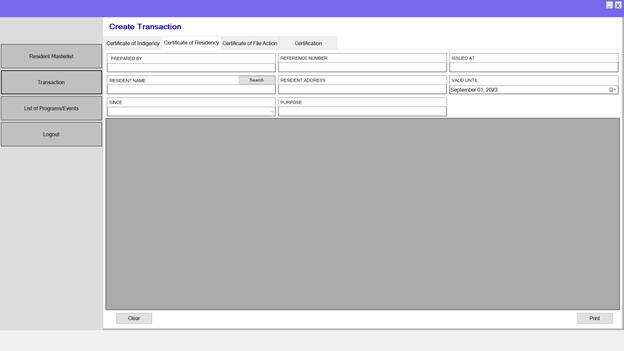 Create Transaction
Certificate of Indigency Certificate of Residency Certificate of File Action Certification
Resident Masterlist
Transaction
List of Programs/Events
Logout
PREPARED BY REFERENCE NUMBER ISSUED AT
RESIDENT NAME Search RESIDENT ADDRESS VALID UNTIL
September 01, 2023
SINCE PURPOSE
Clear Print